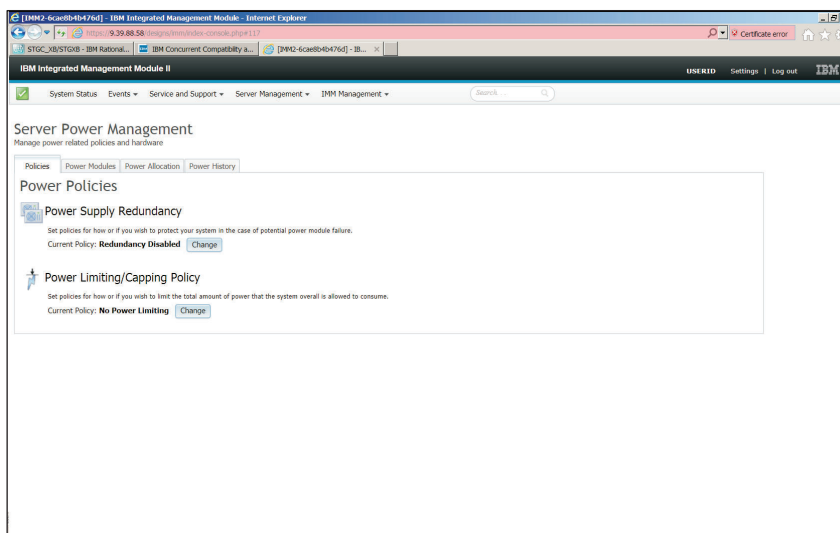 [IMM2-6cae8b4b476d] - IBM Integrated Management Module - Internet Explorer
https://9.39.88.58/designs/imm/index-console.php#117
Certificate error
STGC_XB/STGXB - IBM Rational... IBM Concurrent Compatibility a... [IMM2-6cae8b4b476d] - IB...
IBM Integrated Management Module II
USERID Settings | Log out IBM
System Status Events Service and Support Server Management IMM Management Search...
Server Power Management
Manage power related policies and hardware
Policies Power Modules Power Allocation Power History
Power Policies
Power Supply Redundancy
Set policies for how or if you wish to protect your system in the case of potential power module failure.
Current Policy: Redundancy Disabled Change
Power Limiting/Capping Policy
Set policies for how or if you wish to limit the total amount of power that the system overall is allowed to consume.
Current Policy: No Power Limiting Change